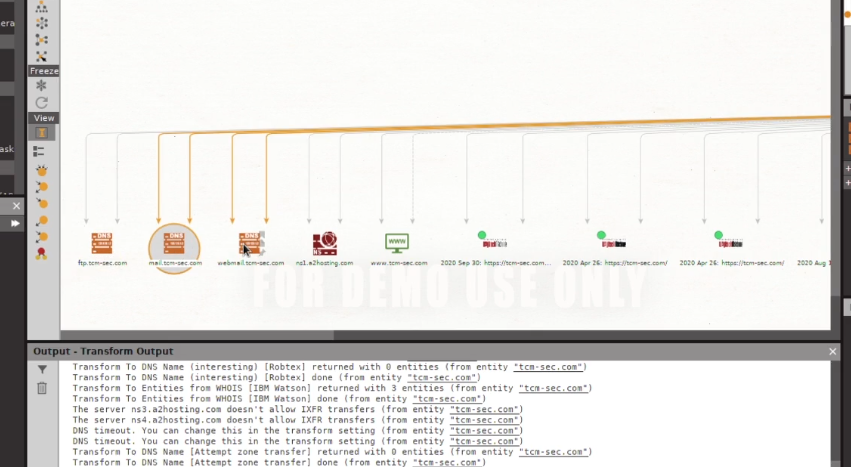 era
Freeze
View
ask
DNS
DNS
DNS
WWW
ftp.tcm-sec.com
mail.tcm-sec.com
webmail.tcm-sec.com
ns1.a2hosting.com
www.tcm-sec.com
2020 Sep 30: https://tcm-sec.com...
2020 Apr 26: https://tcm-sec.com/
2020 Apr 26: https://tcm-sec.com/
2020 Aug
FOR DEMO USE ONLY
Output - Transform Output
Transform To DNS Name (interesting) [Robtex] returned with 0 entities (from entity "tcm-sec.com")
Transform To DNS Name (interesting) [Robtex] done (from entity "tcm-sec.com")
Transform To Entities from WHOIS [IBM Watson] returned with 3 entities (from entity "tcm-sec.com")
Transform To Entities from WHOIS [IBM Watson] done (from entity "tcm-sec.com")
The server ns3.a2hosting.com doesn't allow IXFR transfers (from entity "tcm-sec.com")
The server ns4.a2hosting.com doesn't allow IXFR transfers (from entity "tcm-sec.com")
DNS timeout. You can change this in the transform setting (from entity "tcm-sec.com")
DNS timeout. You can change this in the transform setting (from entity "tcm-sec.com")
Transform To DNS Name [Attempt zone transfer] returned with 0 entities (from entity "tcm-sec.com")
Transform To DNS Name [Attempt zone transfer] done (from entity "tcm-sec.com")